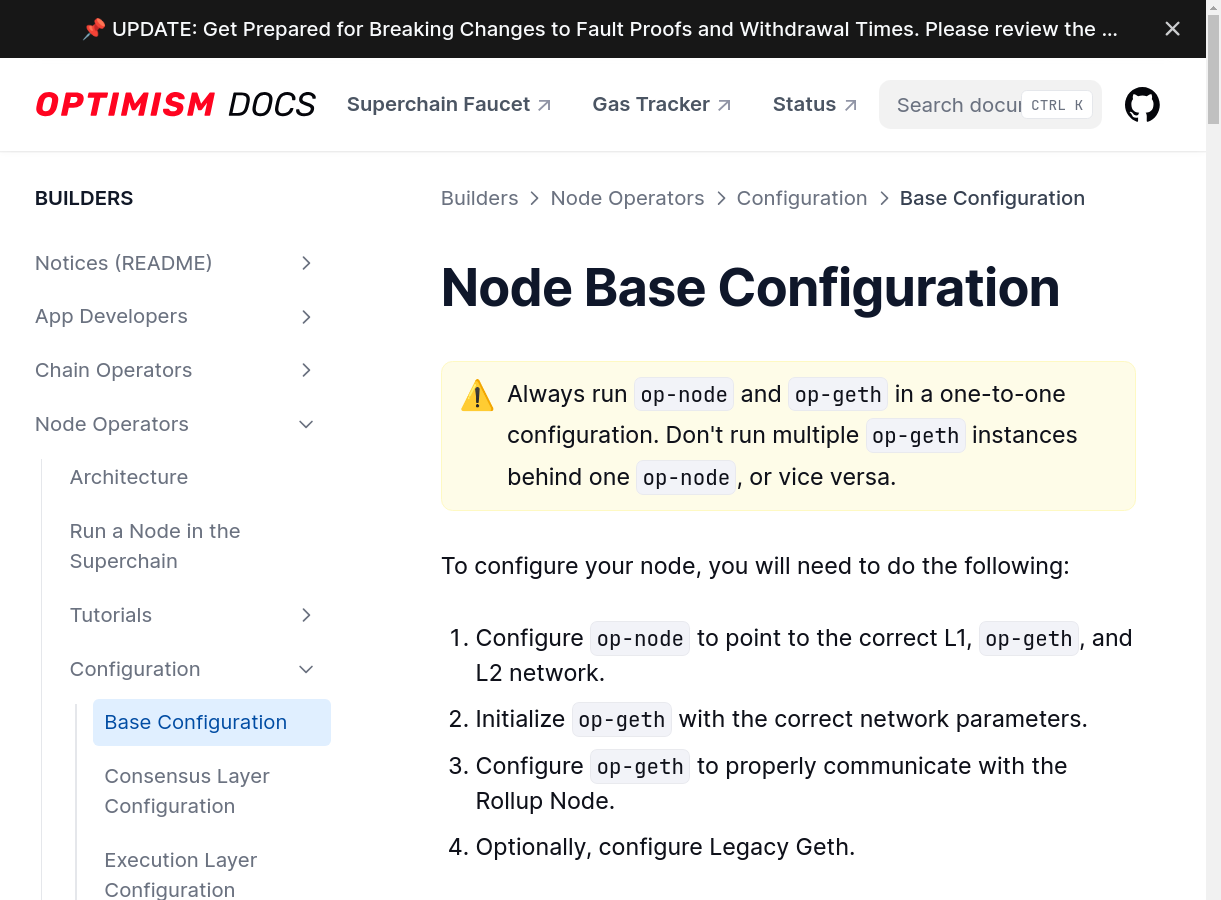 📌 UPDATE: Get Prepared for Breaking Changes to Fault Proofs and Withdrawal Times. Please review the ...
OPTIMISM DOCS
Superchain Faucet
Gas Tracker
Status
Search docu
CTRL K
BUILDERS
Notices (README)
App Developers
Chain Operators
Node Operators
Architecture
Run a Node in the
Superchain
Tutorials
Configuration
Base Configuration
Consensus Layer
Configuration
Execution Layer
Configuration
Builders > Node Operators > Configuration > Base Configuration
Node Base Configuration
Always run op-node and op-geth in a one-to-one
configuration. Don't run multiple op-geth instances
behind one op-node, or vice versa.
To configure your node, you will need to do the following:
1. Configure op-node to point to the correct L1, op-geth, and
L2 network.
2. Initialize op-geth with the correct network parameters.
3. Configure op-geth to properly communicate with the
Rollup Node.
4. Optionally, configure Legacy Geth.